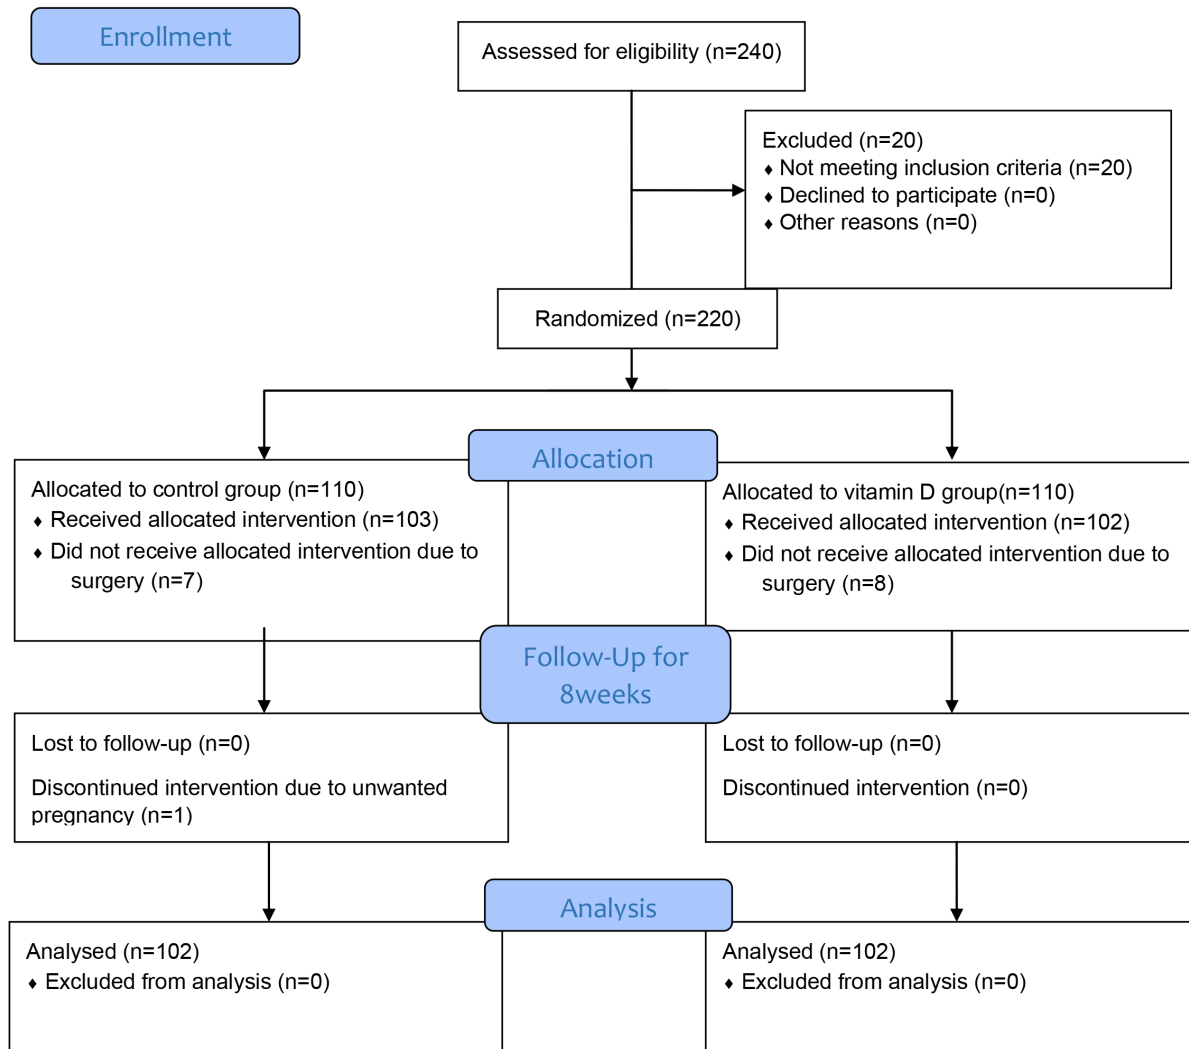 Enrollment
Assessed for eligibility (n=240)
Excluded (n=20)
♦ Not meeting inclusion criteria (n=20)
♦ Declined to participate (n=0)
♦ Other reasons (n=0)
Randomized (n=220)
Allocation
Allocated to control group (n=110)
♦ Received allocated intervention (n=103)
♦ Did not receive allocated intervention due to
surgery (n=7)
Allocated to vitamin D group(n=110)
♦ Received allocated intervention (n=102)
♦ Did not receive allocated intervention due to
surgery (n=8)
Follow-Up for
8weeks
Lost to follow-up (n=0)
Discontinued intervention due to unwanted
pregnancy (n=1)
Lost to follow-up (n=0)
Discontinued intervention (n=0)
Analysis
Analysed (n=102)
♦ Excluded from analysis (n=0)
Analysed (n=102)
♦ Excluded from analysis (n=0)